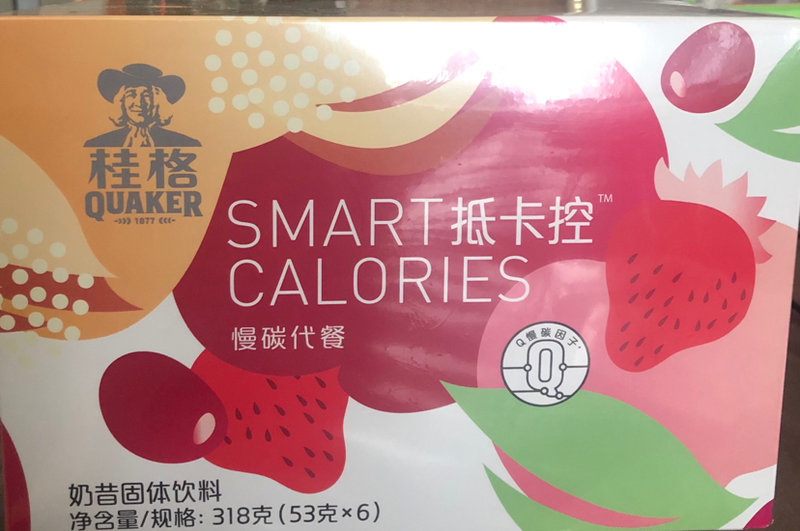 桂格
QUAKER
1877
SMART抵卡控™
CALORIES
慢碳代餐
Q慢碳因子*
Q
奶昔固体饮料
净含量/规格: 318克(53克×6)